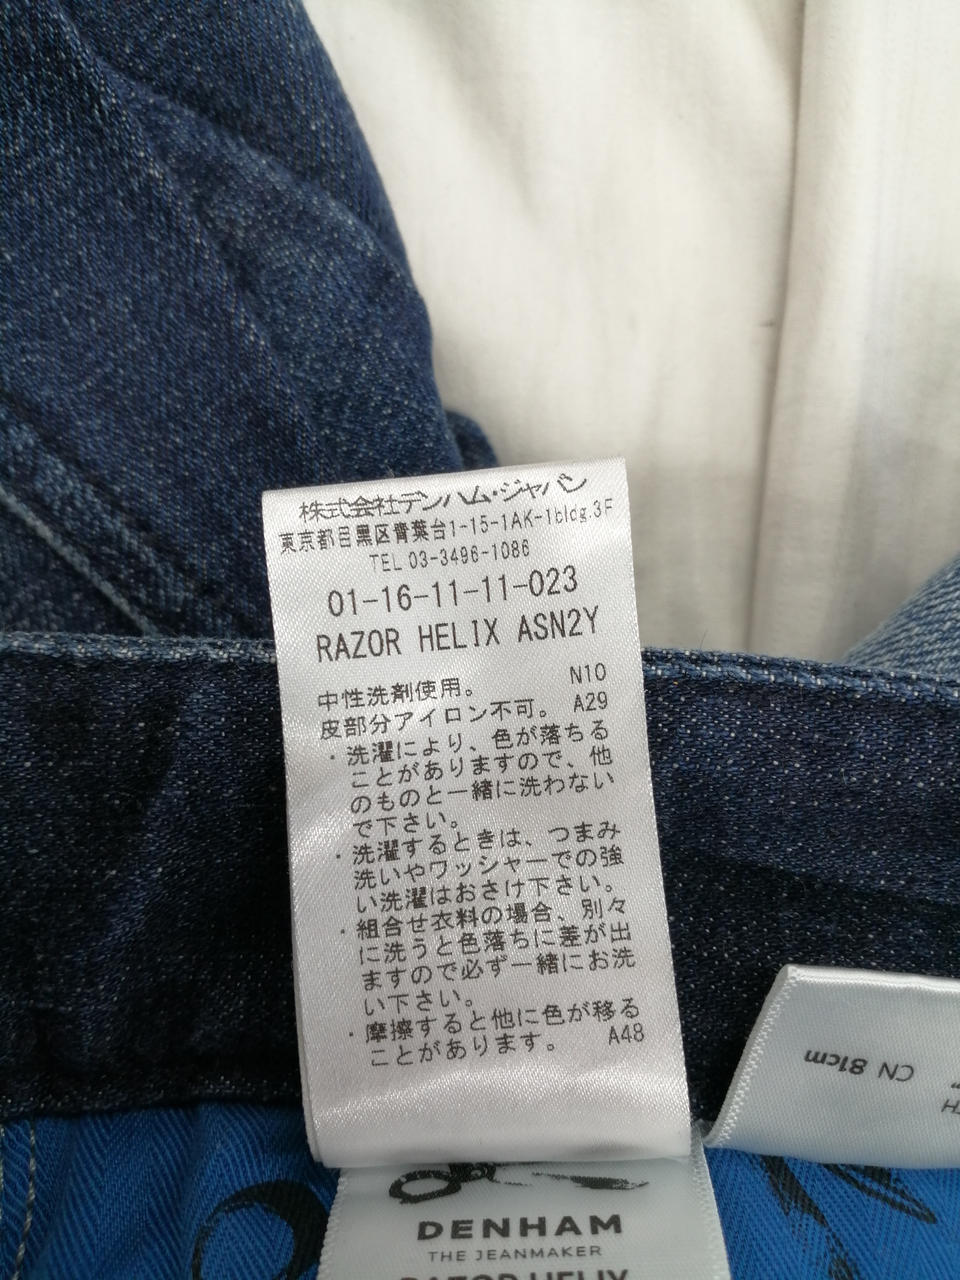 株式会社デンハム・ジャパン
東京都目黒区青葉台1-15-1AK-1bldg.3F
TEL 03-3496-1086
01-16-11-11-023
RAZOR HELIX ASN2Y
中性洗剤使用。 N10
皮部分アイロン不可。 A29
・洗濯により、色が落ちる
ことがありますので、他
のものと一緒に洗わない
で下さい。
・洗濯するときは、つまみ
洗いやワッシャーでの強
い洗濯はおさけ下さい。
・組合せ衣料の場合、別々
に洗うと色落ちに差が出
ますので必ず一緒にお洗
い下さい。
・摩擦すると他に色が移る
ことがあります。 A48
CN 81cm
DENHAM
THE JEANMAKER
RAZOR HELIX